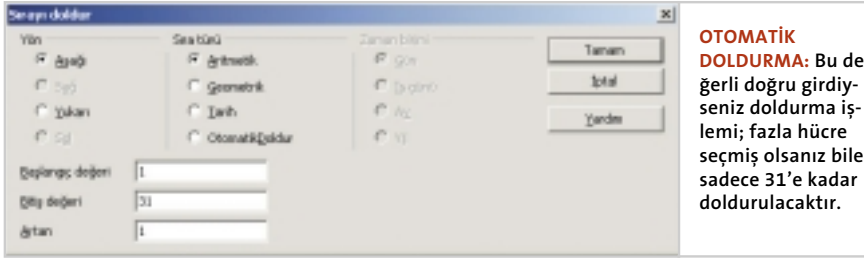 Sırayı doldur
Yön
Aşağı
Sağ
Yukarı
Sol
Sıra türü
Aritmetik
Geometrik
Tarih
OtomatikDoldur
Zaman birimi
Gün
İş günü
Ay
Yıl
Tamam
İptal
Yardım
Başlangıç değeri
1
Bitiş değeri
31
Artan
1
OTOMATİK
DOLDURMA: Bu de
ğerli doğru girdiy-
seniz doldurma iş-
lemi; fazla hücre
seçmiş olsanız bile
sadece 31'e kadar
doldurulacaktır.